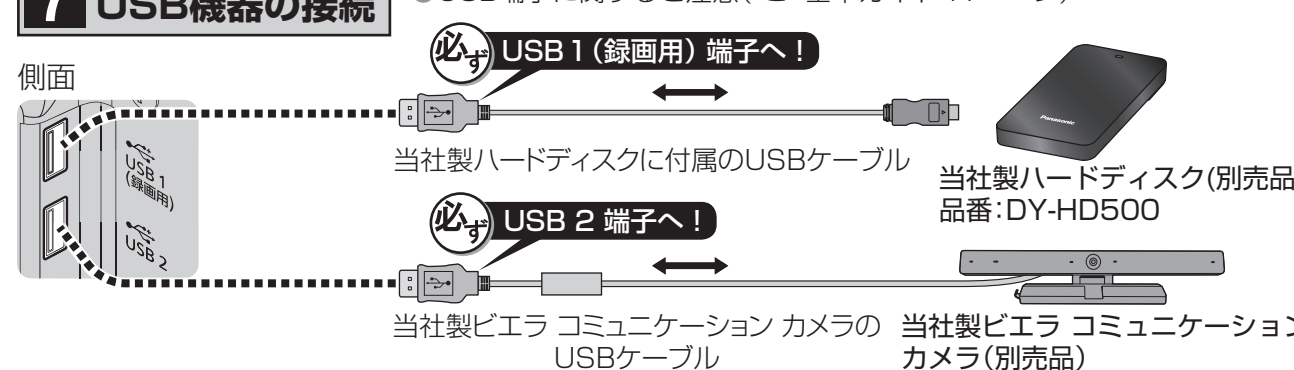 7 USB機器の接続
側面
必ず USB 1（録画用）端子へ！
USB 1
(録画用)
当社製ハードディスクに付属のUSBケーブル
Panasonic
当社製ハードディスク(別売品
品番：DY-HD500
必ず USB 2 端子へ！
USB 2
当社製ビエラ コミュニケーション カメラの
USBケーブル
当社製ビエラ コミュニケーション
カメラ（別売品）